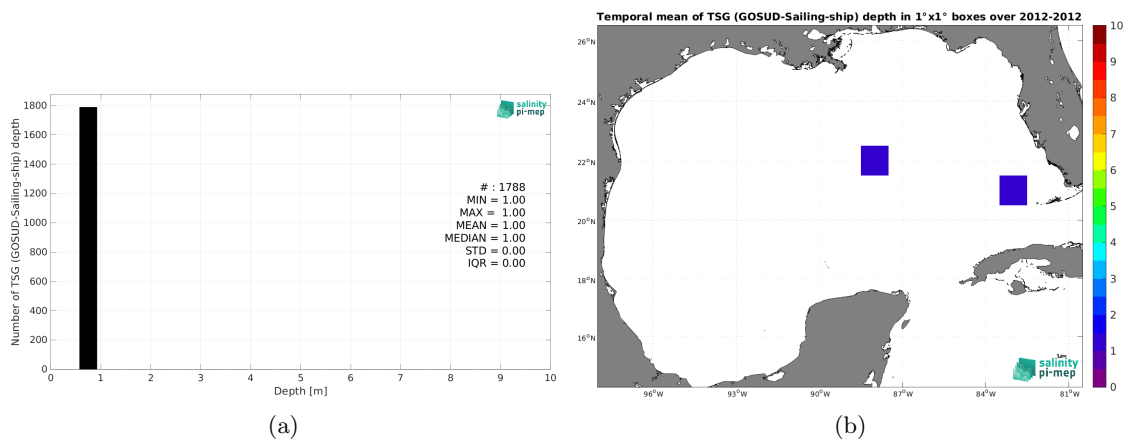 Temporal mean of TSG (GOSUD-Sailing-ship) depth in 1°x1° boxes over 2012-2012
Number of TSG (GOSUD-Sailing-ship) depth
1800
1600
1400
1200
1000
800
600
400
200
0
salinity
pi-mep
# : 1788
MIN = 1.00
MAX = 1.00
MEAN = 1.00
MEDIAN = 1.00
STD = 0.00
IQR = 0.00
0 1 2 3 4 5 6 7 8 9 10
Depth [m]
(a)
26°N
24°N
22°N
20°N
18°N
16°N
96°W 93°W 90°W 87°W 84°W 81°W
salinity
pi-mep
10
9
8
7
6
5
4
3
2
1
0
(b)